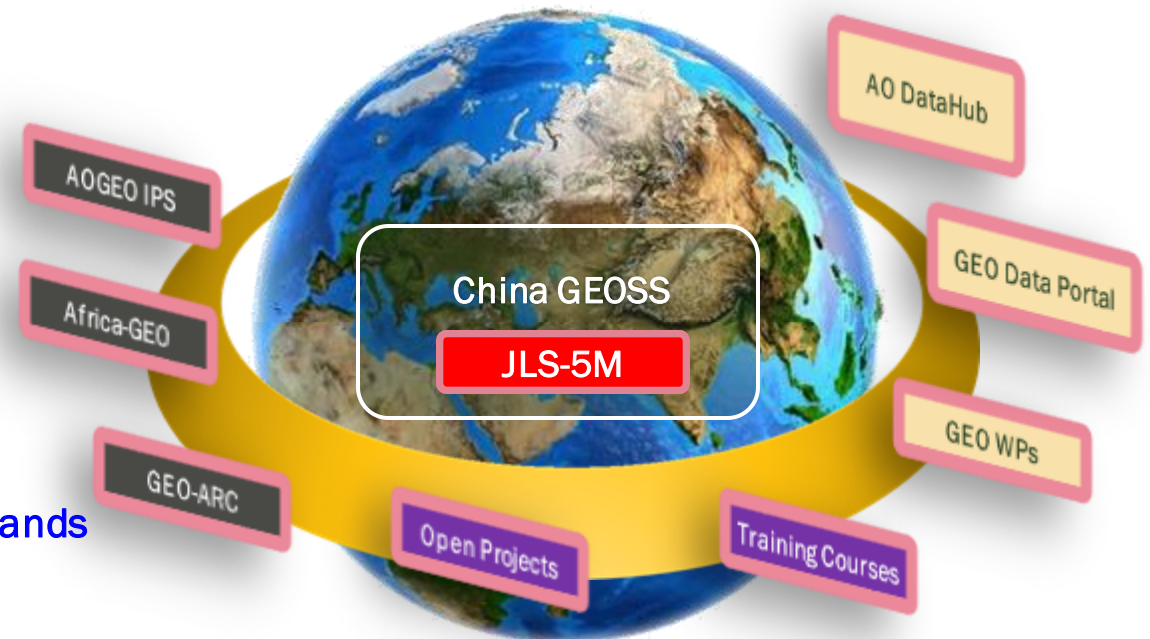 AO DataHub
AOGEO IPS
GEO Data Portal
China GEOSS
Africa-GEO
JLS-5M
GEO WPs
GEO-ARC
ands
Open Projects
Training Courses